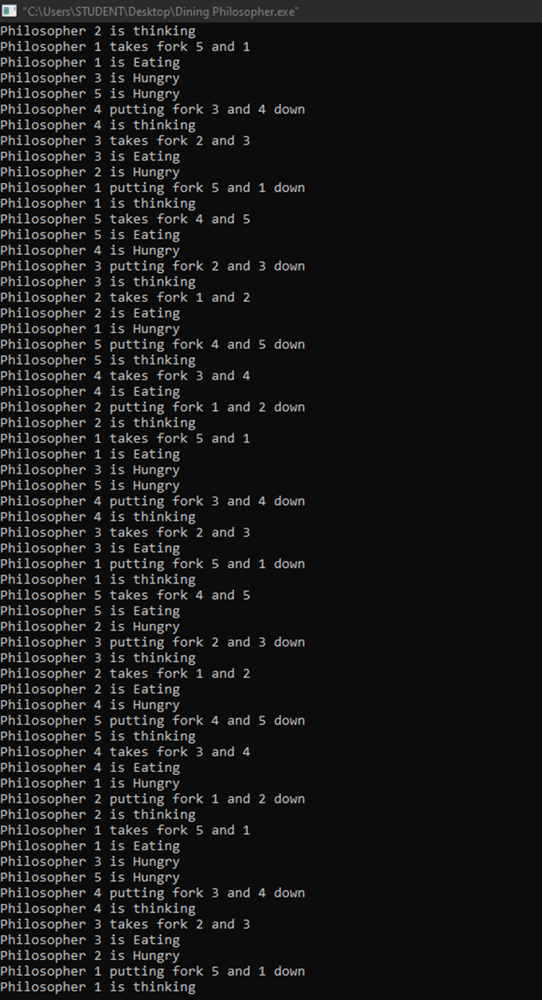 "C:\Users\STUDENT\Desktop\Dining Philosopher.exe"
Philosopher 2 is thinking
Philosopher 1 takes fork 5 and 1
Philosopher 1 is Eating
Philosopher 3 is Hungry
Philosopher 5 is Hungry
Philosopher 4 putting fork 3 and 4 down
Philosopher 4 is thinking
Philosopher 3 takes fork 2 and 3
Philosopher 3 is Eating
Philosopher 2 is Hungry
Philosopher 1 putting fork 5 and 1 down
Philosopher 1 is thinking
Philosopher 5 takes fork 4 and 5
Philosopher 5 is Eating
Philosopher 4 is Hungry
Philosopher 3 putting fork 2 and 3 down
Philosopher 3 is thinking
Philosopher 2 takes fork 1 and 2
Philosopher 2 is Eating
Philosopher 1 is Hungry
Philosopher 5 putting fork 4 and 5 down
Philosopher 5 is thinking
Philosopher 4 takes fork 3 and 4
Philosopher 4 is Eating
Philosopher 2 putting fork 1 and 2 down
Philosopher 2 is thinking
Philosopher 1 takes fork 5 and 1
Philosopher 1 is Eating
Philosopher 3 is Hungry
Philosopher 5 is Hungry
Philosopher 4 putting fork 3 and 4 down
Philosopher 4 is thinking
Philosopher 3 takes fork 2 and 3
Philosopher 3 is Eating
Philosopher 1 putting fork 5 and 1 down
Philosopher 1 is thinking
Philosopher 5 takes fork 4 and 5
Philosopher 5 is Eating
Philosopher 2 is Hungry
Philosopher 3 putting fork 2 and 3 down
Philosopher 3 is thinking
Philosopher 2 takes fork 1 and 2
Philosopher 2 is Eating
Philosopher 4 is Hungry
Philosopher 5 putting fork 4 and 5 down
Philosopher 5 is thinking
Philosopher 4 takes fork 3 and 4
Philosopher 4 is Eating
Philosopher 1 is Hungry
Philosopher 2 putting fork 1 and 2 down
Philosopher 2 is thinking
Philosopher 1 takes fork 5 and 1
Philosopher 1 is Eating
Philosopher 3 is Hungry
Philosopher 5 is Hungry
Philosopher 4 putting fork 3 and 4 down
Philosopher 4 is thinking
Philosopher 3 takes fork 2 and 3
Philosopher 3 is Eating
Philosopher 2 is Hungry
Philosopher 1 putting fork 5 and 1 down
Philosopher 1 is thinking